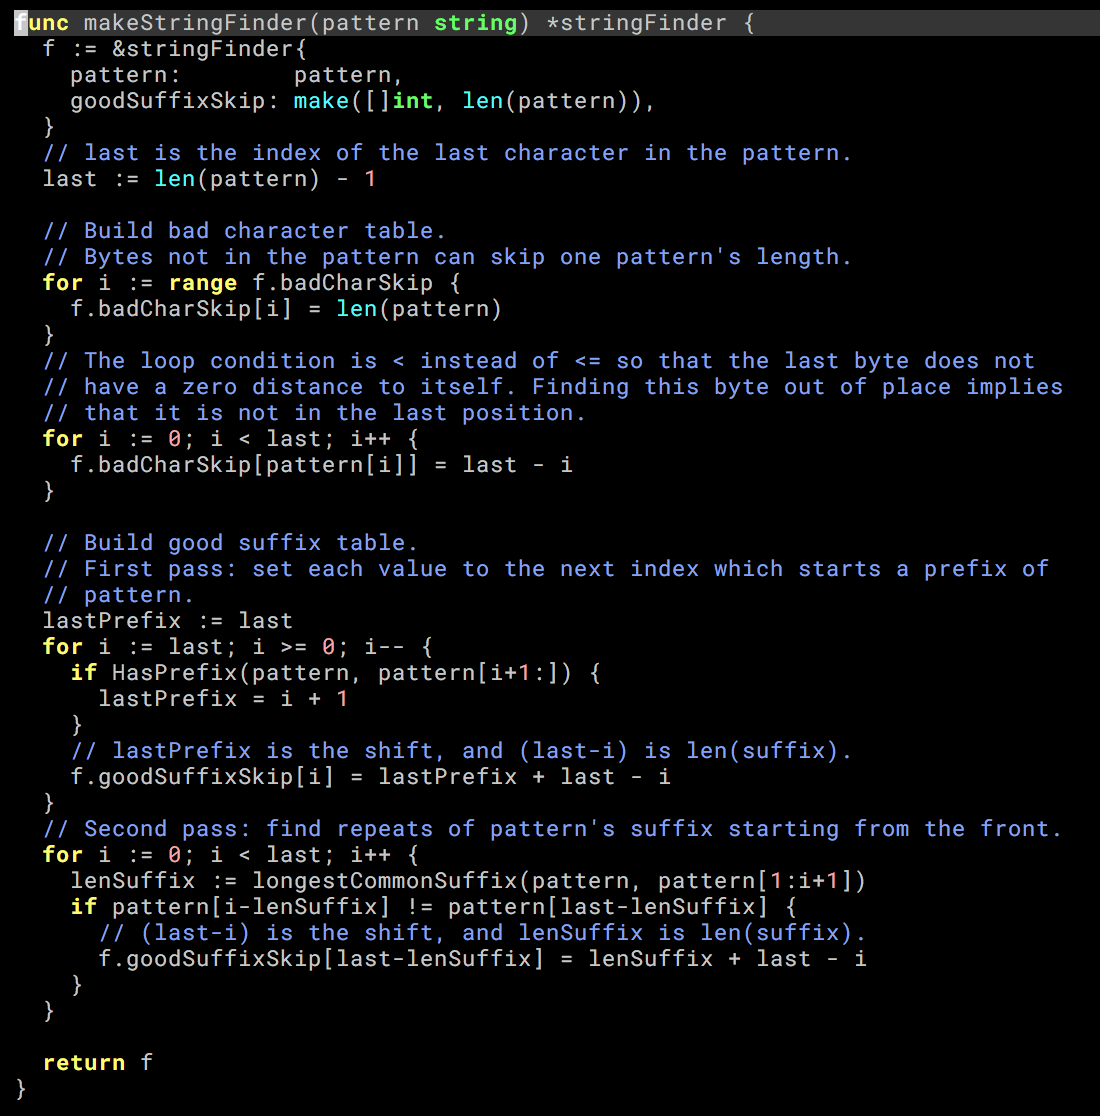 func makeStringFinder(pattern string) *stringFinder {
  f := &stringFinder{
    pattern:        pattern,
    goodSuffixSkip: make([]int, len(pattern)),
  }
  // last is the index of the last character in the pattern.
  last := len(pattern) - 1

  // Build bad character table.
  // Bytes not in the pattern can skip one pattern's length.
  for i := range f.badCharSkip {
    f.badCharSkip[i] = len(pattern)
  }
  // The loop condition is < instead of <= so that the last byte does not
  // have a zero distance to itself. Finding this byte out of place implies
  // that it is not in the last position.
  for i := 0; i < last; i++ {
    f.badCharSkip[pattern[i]] = last - i
  }

  // Build good suffix table.
  // First pass: set each value to the next index which starts a prefix of
  // pattern.
  lastPrefix := last
  for i := last; i >= 0; i-- {
    if HasPrefix(pattern, pattern[i+1:]) {
      lastPrefix = i + 1
    }
    // lastPrefix is the shift, and (last-i) is len(suffix).
    f.goodSuffixSkip[i] = lastPrefix + last - i
  }
  // Second pass: find repeats of pattern's suffix starting from the front.
  for i := 0; i < last; i++ {
    lenSuffix := longestCommonSuffix(pattern, pattern[1:i+1])
    if pattern[i-lenSuffix] != pattern[last-lenSuffix] {
      // (last-i) is the shift, and lenSuffix is len(suffix).
      f.goodSuffixSkip[last-lenSuffix] = lenSuffix + last - i
    }
  }

  return f
}